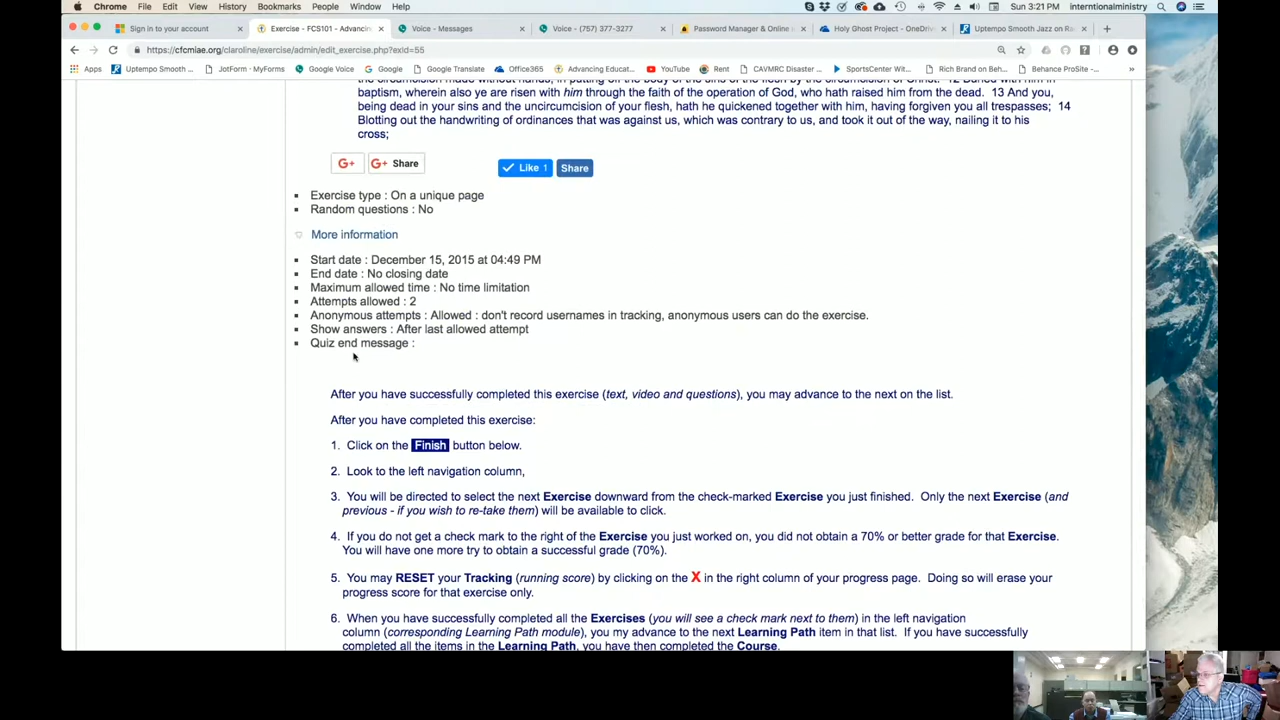 Chrome File Edit View History Bookmarks People Window Help
Sun 3:21 PM interntionalministry
Sign in to your account
Exercise - FCS101 - Advancin
Voice - Messages
Voice - (757) 377-3277
Password Manager & Online s
Holy Ghost Project - OneDriv
Uptempo Smooth Jazz on Ra
https://cfcmiae.org/claroline/exercise/admin/edit_exercise.php?exId=55
Apps Uptempo Smooth ... JotForm · MyForms Google Voice Google Google Translate Office365 Advancing Educat... YouTube Rent CAVMRC Disaster ... SportsCenter Wit... Rich Brand on Beh... Behance ProSite -...
baptism, wherein also ye are risen with him through the faith of the operation of God, who hath raised him from the dead. 13 And you,
being dead in your sins and the uncircumcision of your flesh, hath he quickened together with him, having forgiven you all trespasses; 14
Blotting out the handwriting of ordinances that was against us, which was contrary to us, and took it out of the way, nailing it to his
cross;
G+ G+ Share Like 1 Share
Exercise type : On a unique page
Random questions : No
More information
Start date : December 15, 2015 at 04:49 PM
End date : No closing date
Maximum allowed time : No time limitation
Attempts allowed : 2
Anonymous attempts : Allowed : don't record usernames in tracking, anonymous users can do the exercise.
Show answers : After last allowed attempt
Quiz end message :
After you have successfully completed this exercise (text, video and questions), you may advance to the next on the list.
After you have completed this exercise:
1. Click on the Finish button below.
2. Look to the left navigation column,
3. You will be directed to select the next Exercise downward from the check-marked Exercise you just finished. Only the next Exercise (and
previous - if you wish to re-take them) will be available to click.
4. If you do not get a check mark to the right of the Exercise you just worked on, you did not obtain a 70% or better grade for that Exercise.
You will have one more try to obtain a successful grade (70%).
5. You may RESET your Tracking (running score) by clicking on the X in the right column of your progress page. Doing so will erase your
progress score for that exercise only.
6. When you have successfully completed all the Exercises (you will see a check mark next to them) in the left navigation
column (corresponding Learning Path module), you my advance to the next Learning Path item in that list. If you have successfully
completed all the items in the Learning Path, you have then completed the Course.